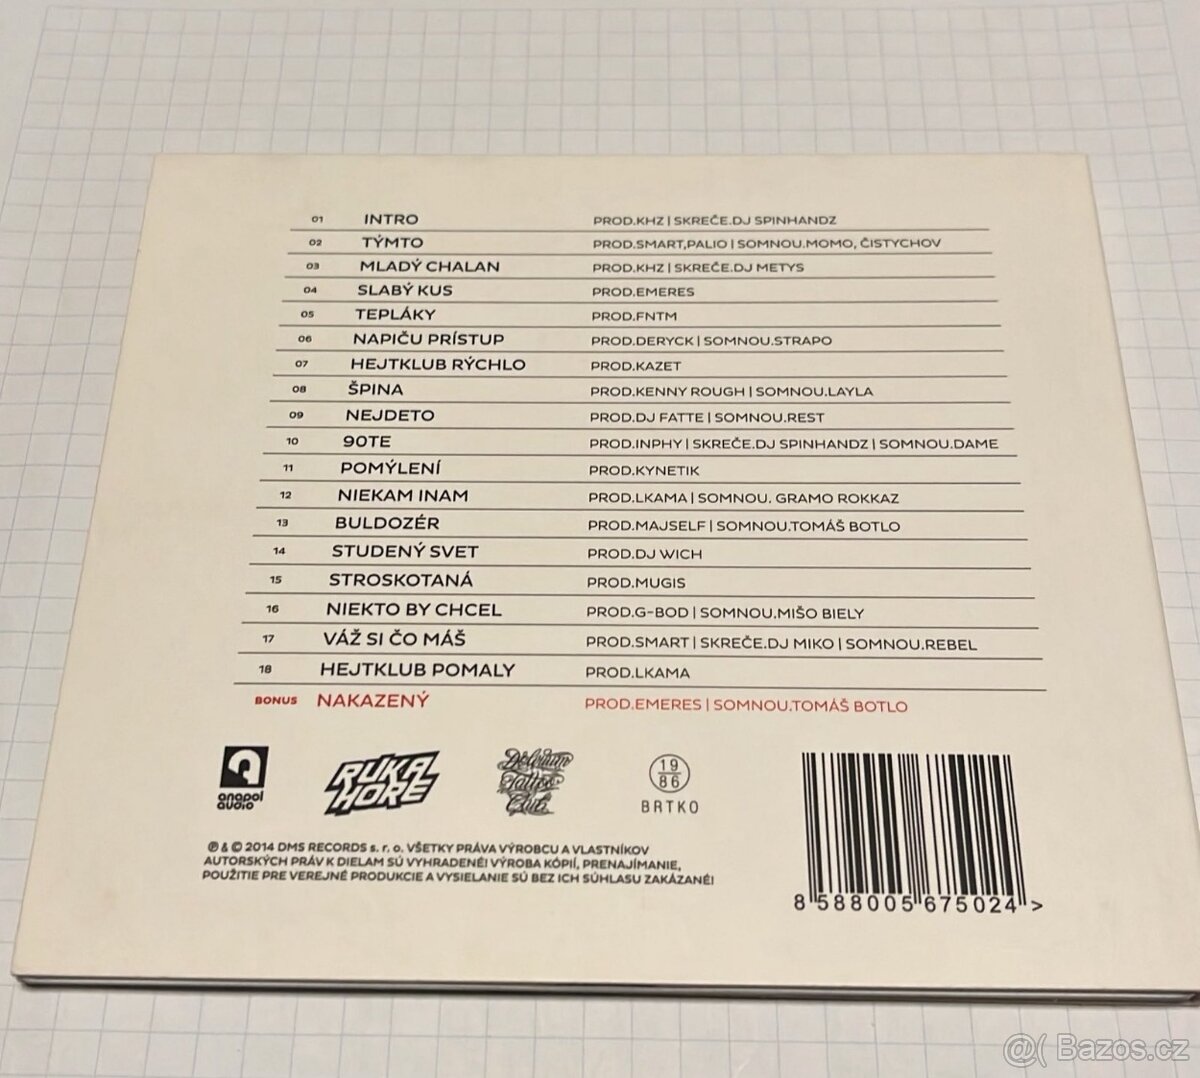 01 INTRO PROD.KHZ | SKREČE.DJ SPINHANDZ
02 TÝMTO PROD.SMART,PALIO | SOMNOU.MOMO, ČISTYCHOV
03 MLADÝ CHALAN PROD.KHZ | SKREČE.DJ METYS
04 SLABÝ KUS PROD.EMERES
05 TEPLÁKY PROD.FNTM
06 NAPIČU PRÍSTUP PROD.DERYCK | SOMNOU.STRAPO
07 HEJTKLUB RÝCHLO PROD.KAZET
08 ŠPINA PROD.KENNY ROUGH | SOMNOU.LAYLA
09 NEJDETO PROD.DJ FATTE | SOMNOU.REST
10 90TE PROD.INPHY | SKREČE.DJ SPINHANDZ | SOMNOU.DAME
11 POMÝLENÍ PROD.KYNETIK
12 NIEKAM INAM PROD.LKAMA | SOMNOU. GRAMO ROKKAZ
13 BULDOZÉR PROD.MAJSELF | SOMNOU.TOMÁŠ BOTLO
14 STUDENÝ SVET PROD.DJ WICH
15 STROSKOTANÁ PROD.MUGIS
16 NIEKTO BY CHCEL PROD.G-BOD | SOMNOU.MIŠO BIELY
17 VÁŽ SI ČO MÁŠ PROD.SMART | SKREČE.DJ MIKO | SOMNOU.REBEL
18 HEJTKLUB POMALY PROD.LKAMA
BONUS NAKAZENÝ PROD.EMERES | SOMNOU.TOMÁŠ BOTLO
anapol
audio
RUKA
HORE
Delirium
Tattoo
Club
19
86
BRTKO
℗ & © 2014 DMS RECORDS s. r. o. VŠETKY PRÁVA VÝROBCU A VLASTNÍKOV
AUTORSKÝCH PRÁV K DIELAM SÚ VYHRADENÉ! VÝROBA KÓPIÍ, PRENAJÍMANIE,
POUŽITIE PRE VEREJNÉ PRODUKCIE A VYSIELANIE SÚ BEZ ICH SÚHLASU ZAKÁZANÉ!
8 588005 675024 >
@( Bazos.cz